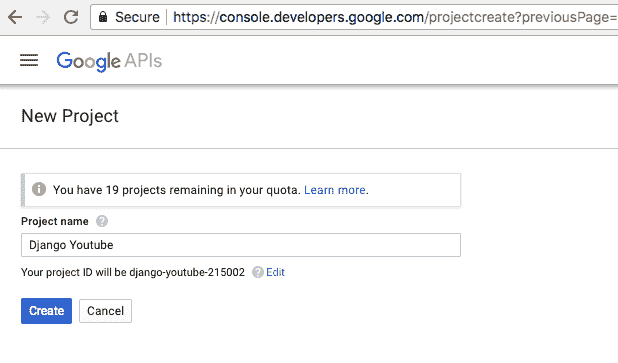 Secure https://console.developers.google.com/projectcreate?previousPage=
Google APIs
New Project
You have 19 projects remaining in your quota. Learn more.
Project name
Django Youtube
Your project ID will be django-youtube-215002 Edit
Create Cancel